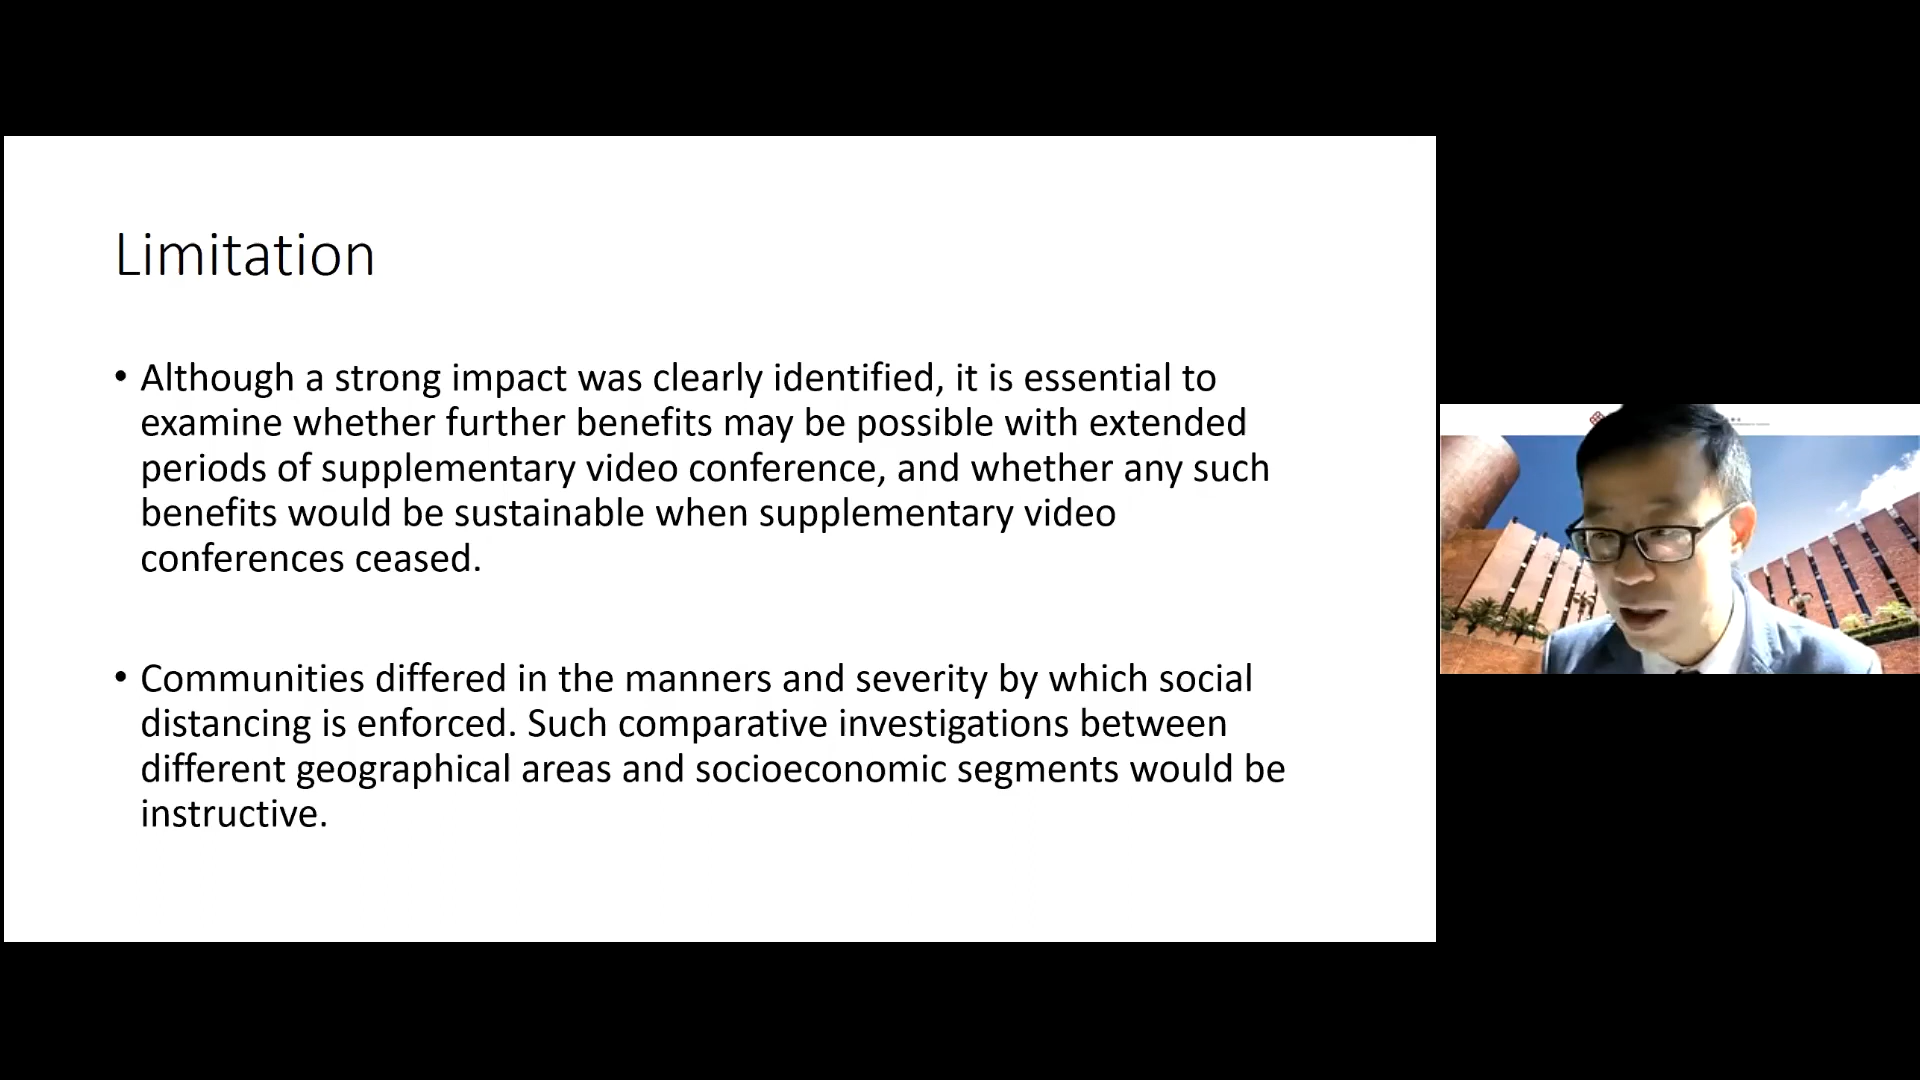 Limitation
• Although a strong impact was clearly identified, it is essential to
examine whether further benefits may be possible with extended
periods of supplementary video conference, and whether any such
benefits would be sustainable when supplementary video
conferences ceased.
• Communities differed in the manners and severity by which social
distancing is enforced. Such comparative investigations between
different geographical areas and socioeconomic segments would be
instructive.